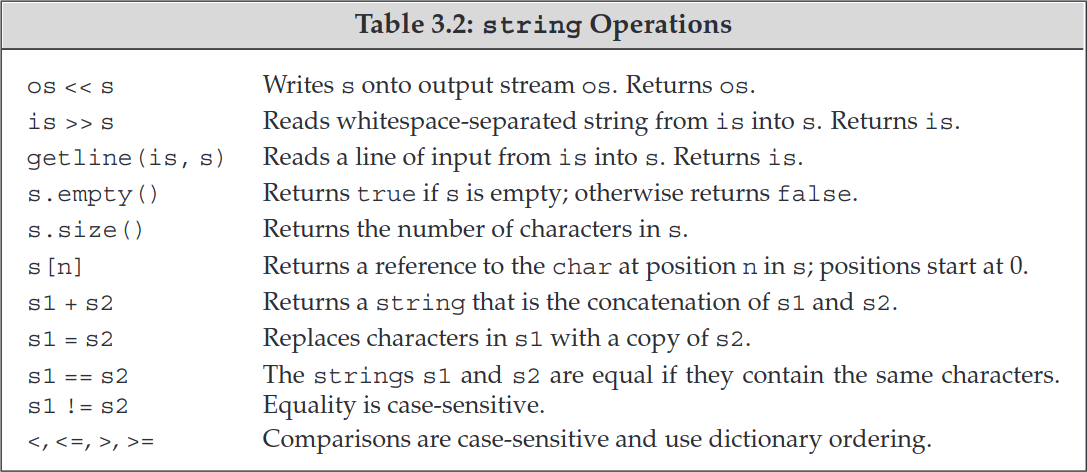 Table 3.2: string Operations
os << s Writes s onto output stream os. Returns os.
is >> s Reads whitespace-separated string from is into s. Returns is.
getline(is, s) Reads a line of input from is into s. Returns is.
s.empty() Returns true if s is empty; otherwise returns false.
s.size() Returns the number of characters in s.
s[n] Returns a reference to the char at position n in s; positions start at 0.
s1 + s2 Returns a string that is the concatenation of s1 and s2.
s1 = s2 Replaces characters in s1 with a copy of s2.
s1 == s2 The strings s1 and s2 are equal if they contain the same characters.
s1 != s2 Equality is case-sensitive.
<, <=, >, >= Comparisons are case-sensitive and use dictionary ordering.